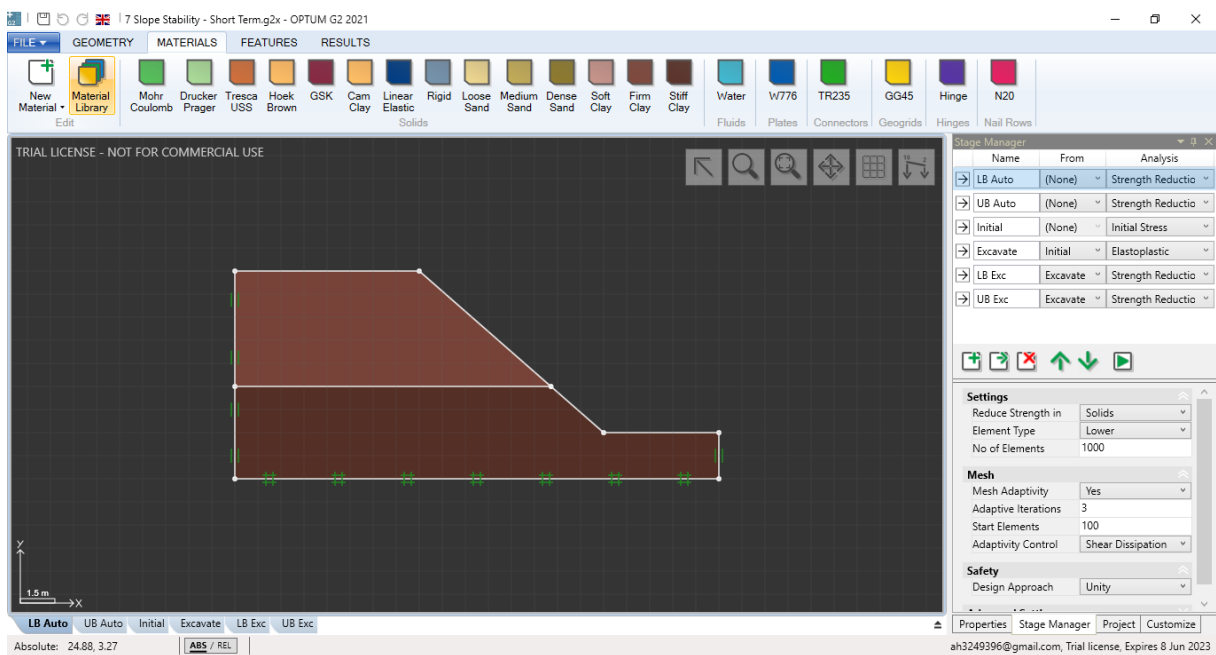 7 Slope Stability - Short Term.g2x - OPTUM G2 2021
FILE GEOMETRY MATERIALS FEATURES RESULTS
New Material
Material Library
Mohr Coulomb
Drucker Prager
Tresca USS
Hoek Brown
GSK
Cam Clay
Linear Elastic
Rigid
Loose Sand
Medium Sand
Dense Sand
Soft Clay
Firm Clay
Stiff Clay
Water
W776
TR235
GG45
Hinge
N20
Edit Solids Fluids Plates Connectors Geogrids Hinges Nail Rows
TRIAL LICENSE - NOT FOR COMMERCIAL USE
15 2
Y
1.5 m
X
Stage Manager
Name From Analysis
LB Auto (None) Strength Reductio
UB Auto (None) Strength Reductio
Initial (None) Initial Stress
Excavate Initial Elastoplastic
LB Exc Excavate Strength Reductio
UB Exc Excavate Strength Reductio
Settings
Reduce Strength in Solids
Element Type Lower
No of Elements 1000
Mesh
Mesh Adaptivity Yes
Adaptive Iterations 3
Start Elements 100
Adaptivity Control Shear Dissipation
Safety
Design Approach Unity
LB Auto UB Auto Initial Excavate LB Exc UB Exc
Properties Stage Manager Project Customize
Absolute: 24.88, 3.27 ABS / REL
ah3249396@gmail.com, Trial license, Expires 8 Jun 2023